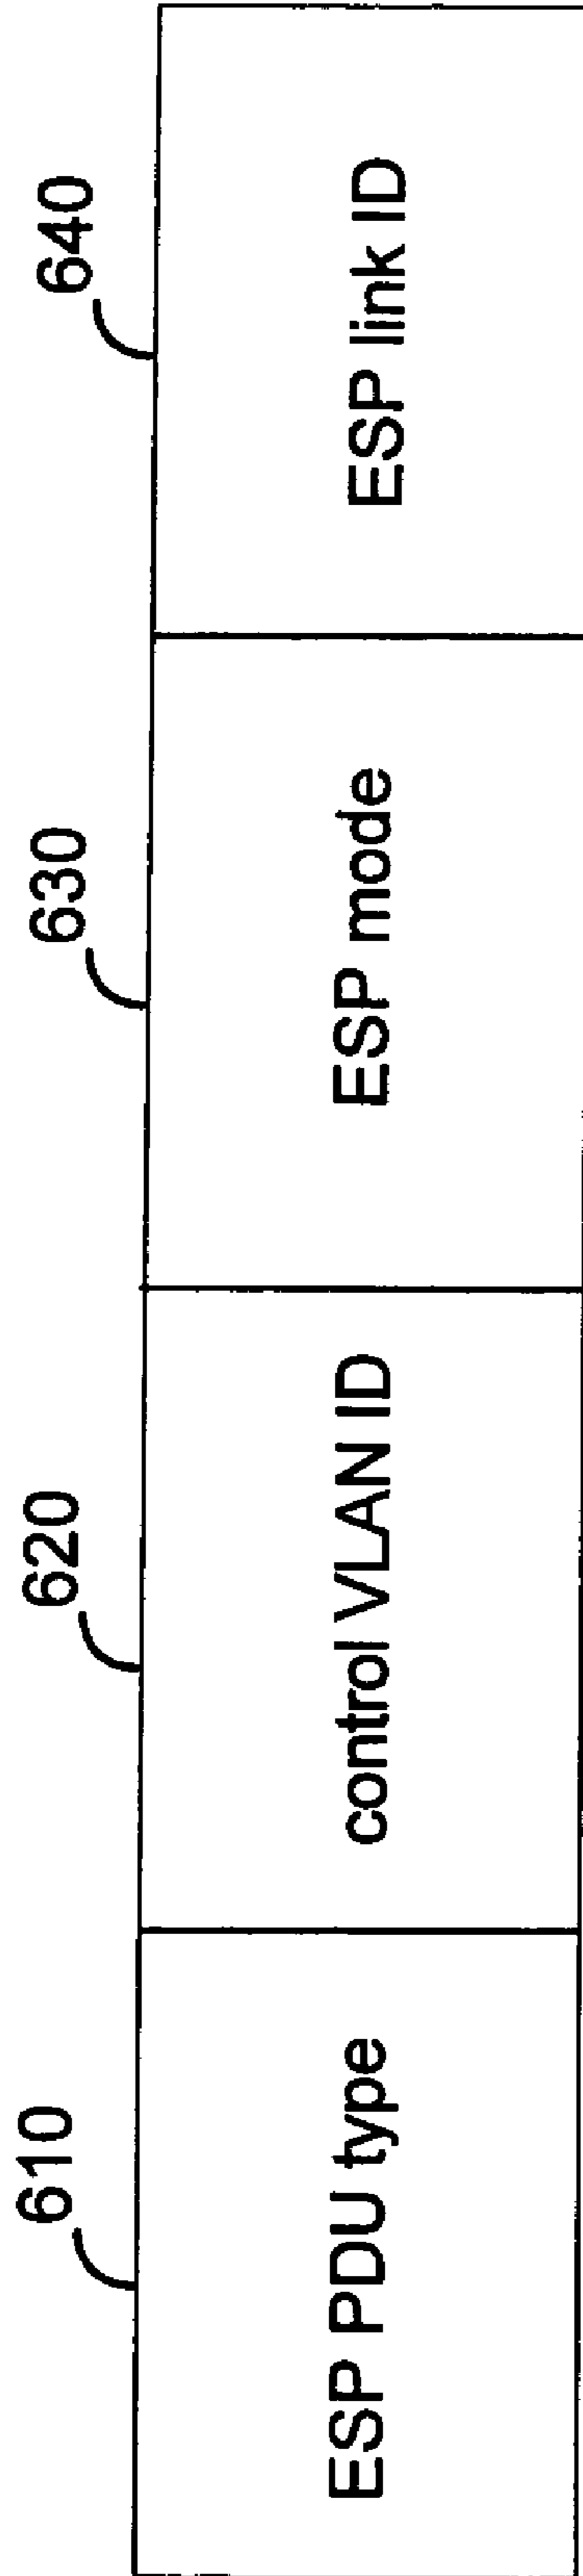 610
620
630
640
ESP PDU type
control VLAN ID
ESP mode
ESP link ID